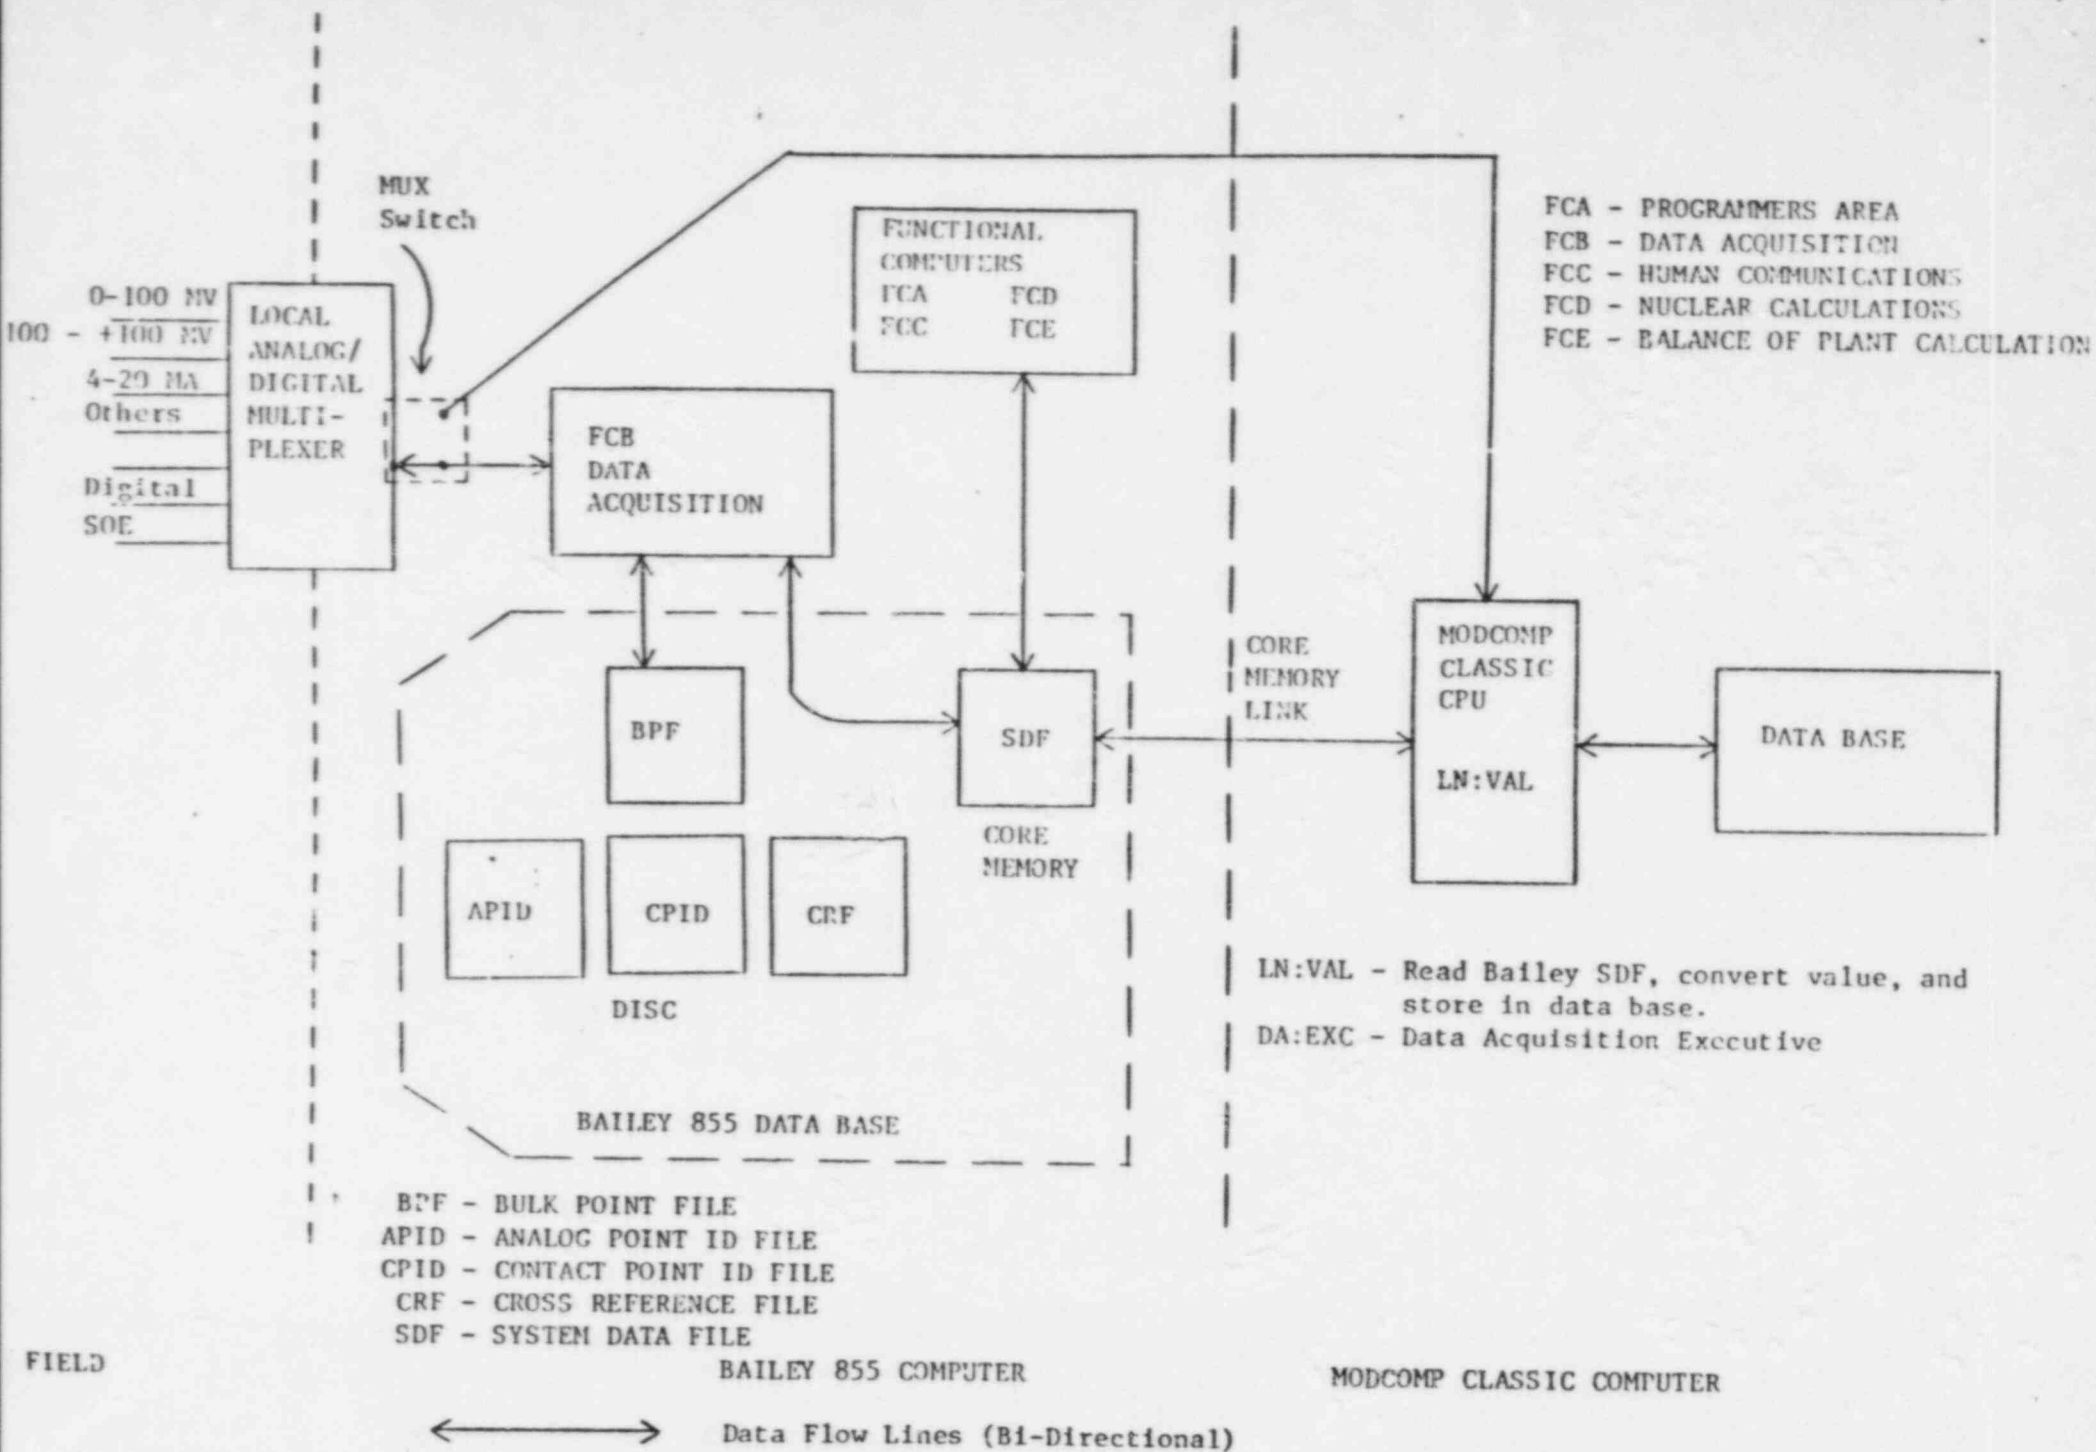 MUX
Switch
0-100 MV
100 - +100 MV
4-20 MA
Others
Digital
SOE
LOCAL
ANALOG/
DIGITAL
MULTI-
PLEXER
FCB
DATA
ACQUISITION
FUNCTIONAL
COMPUTERS
FCA FCD
FCC FCE
FCA - PROGRAMMERS AREA
FCB - DATA ACQUISITION
FCC - HUMAN COMMUNICATIONS
FCD - NUCLEAR CALCULATIONS
FCE - BALANCE OF PLANT CALCULATION
BPF
SDF
CORE
MEMORY
APID
CPID
CRF
DISC
BAILEY 855 DATA BASE
CORE
MEMORY
LINK
MODCOMP
CLASSIC
CPU
LN:VAL
DATA BASE
LN:VAL - Read Bailey SDF, convert value, and
store in data base.
DA:EXC - Data Acquisition Executive
BPF - BULK POINT FILE
APID - ANALOG POINT ID FILE
CPID - CONTACT POINT ID FILE
CRF - CROSS REFERENCE FILE
SDF - SYSTEM DATA FILE
FIELD
BAILEY 855 COMPUTER
MODCOMP CLASSIC COMPUTER
Data Flow Lines (Bi-Directional)